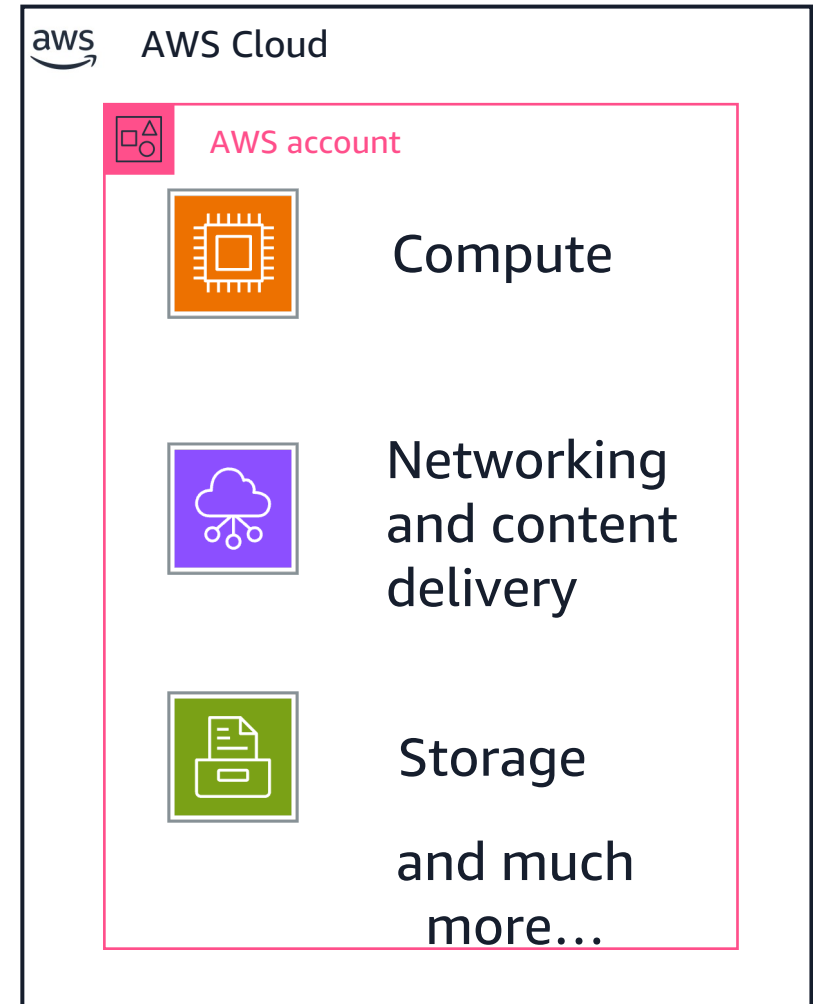 aws
AWS Cloud
AWS account
Compute
Networking
and content
delivery
Storage
and much
more...